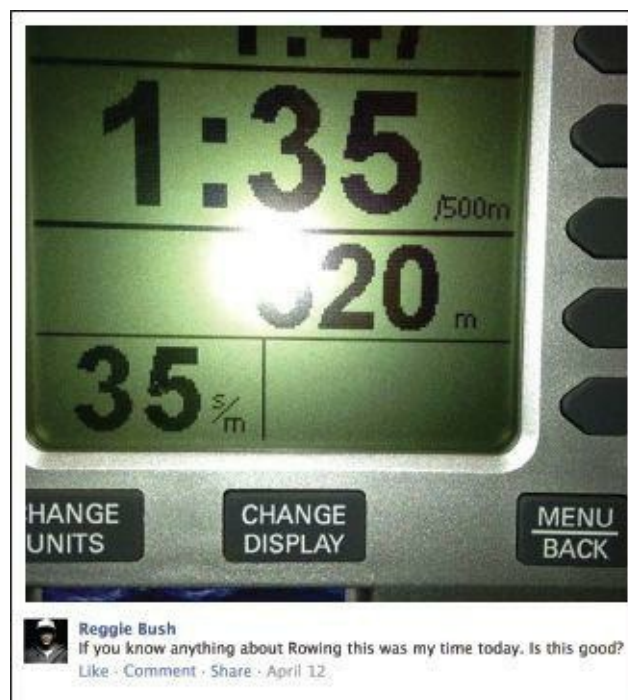 1:35 /500m
20 m
35 s/m
CHANGE DISPLAY
UNITS
MENU
BACK
Reggie Bush
If you know anything about Rowing this was my time today. Is this good?
Like · Comment · Share · April 12